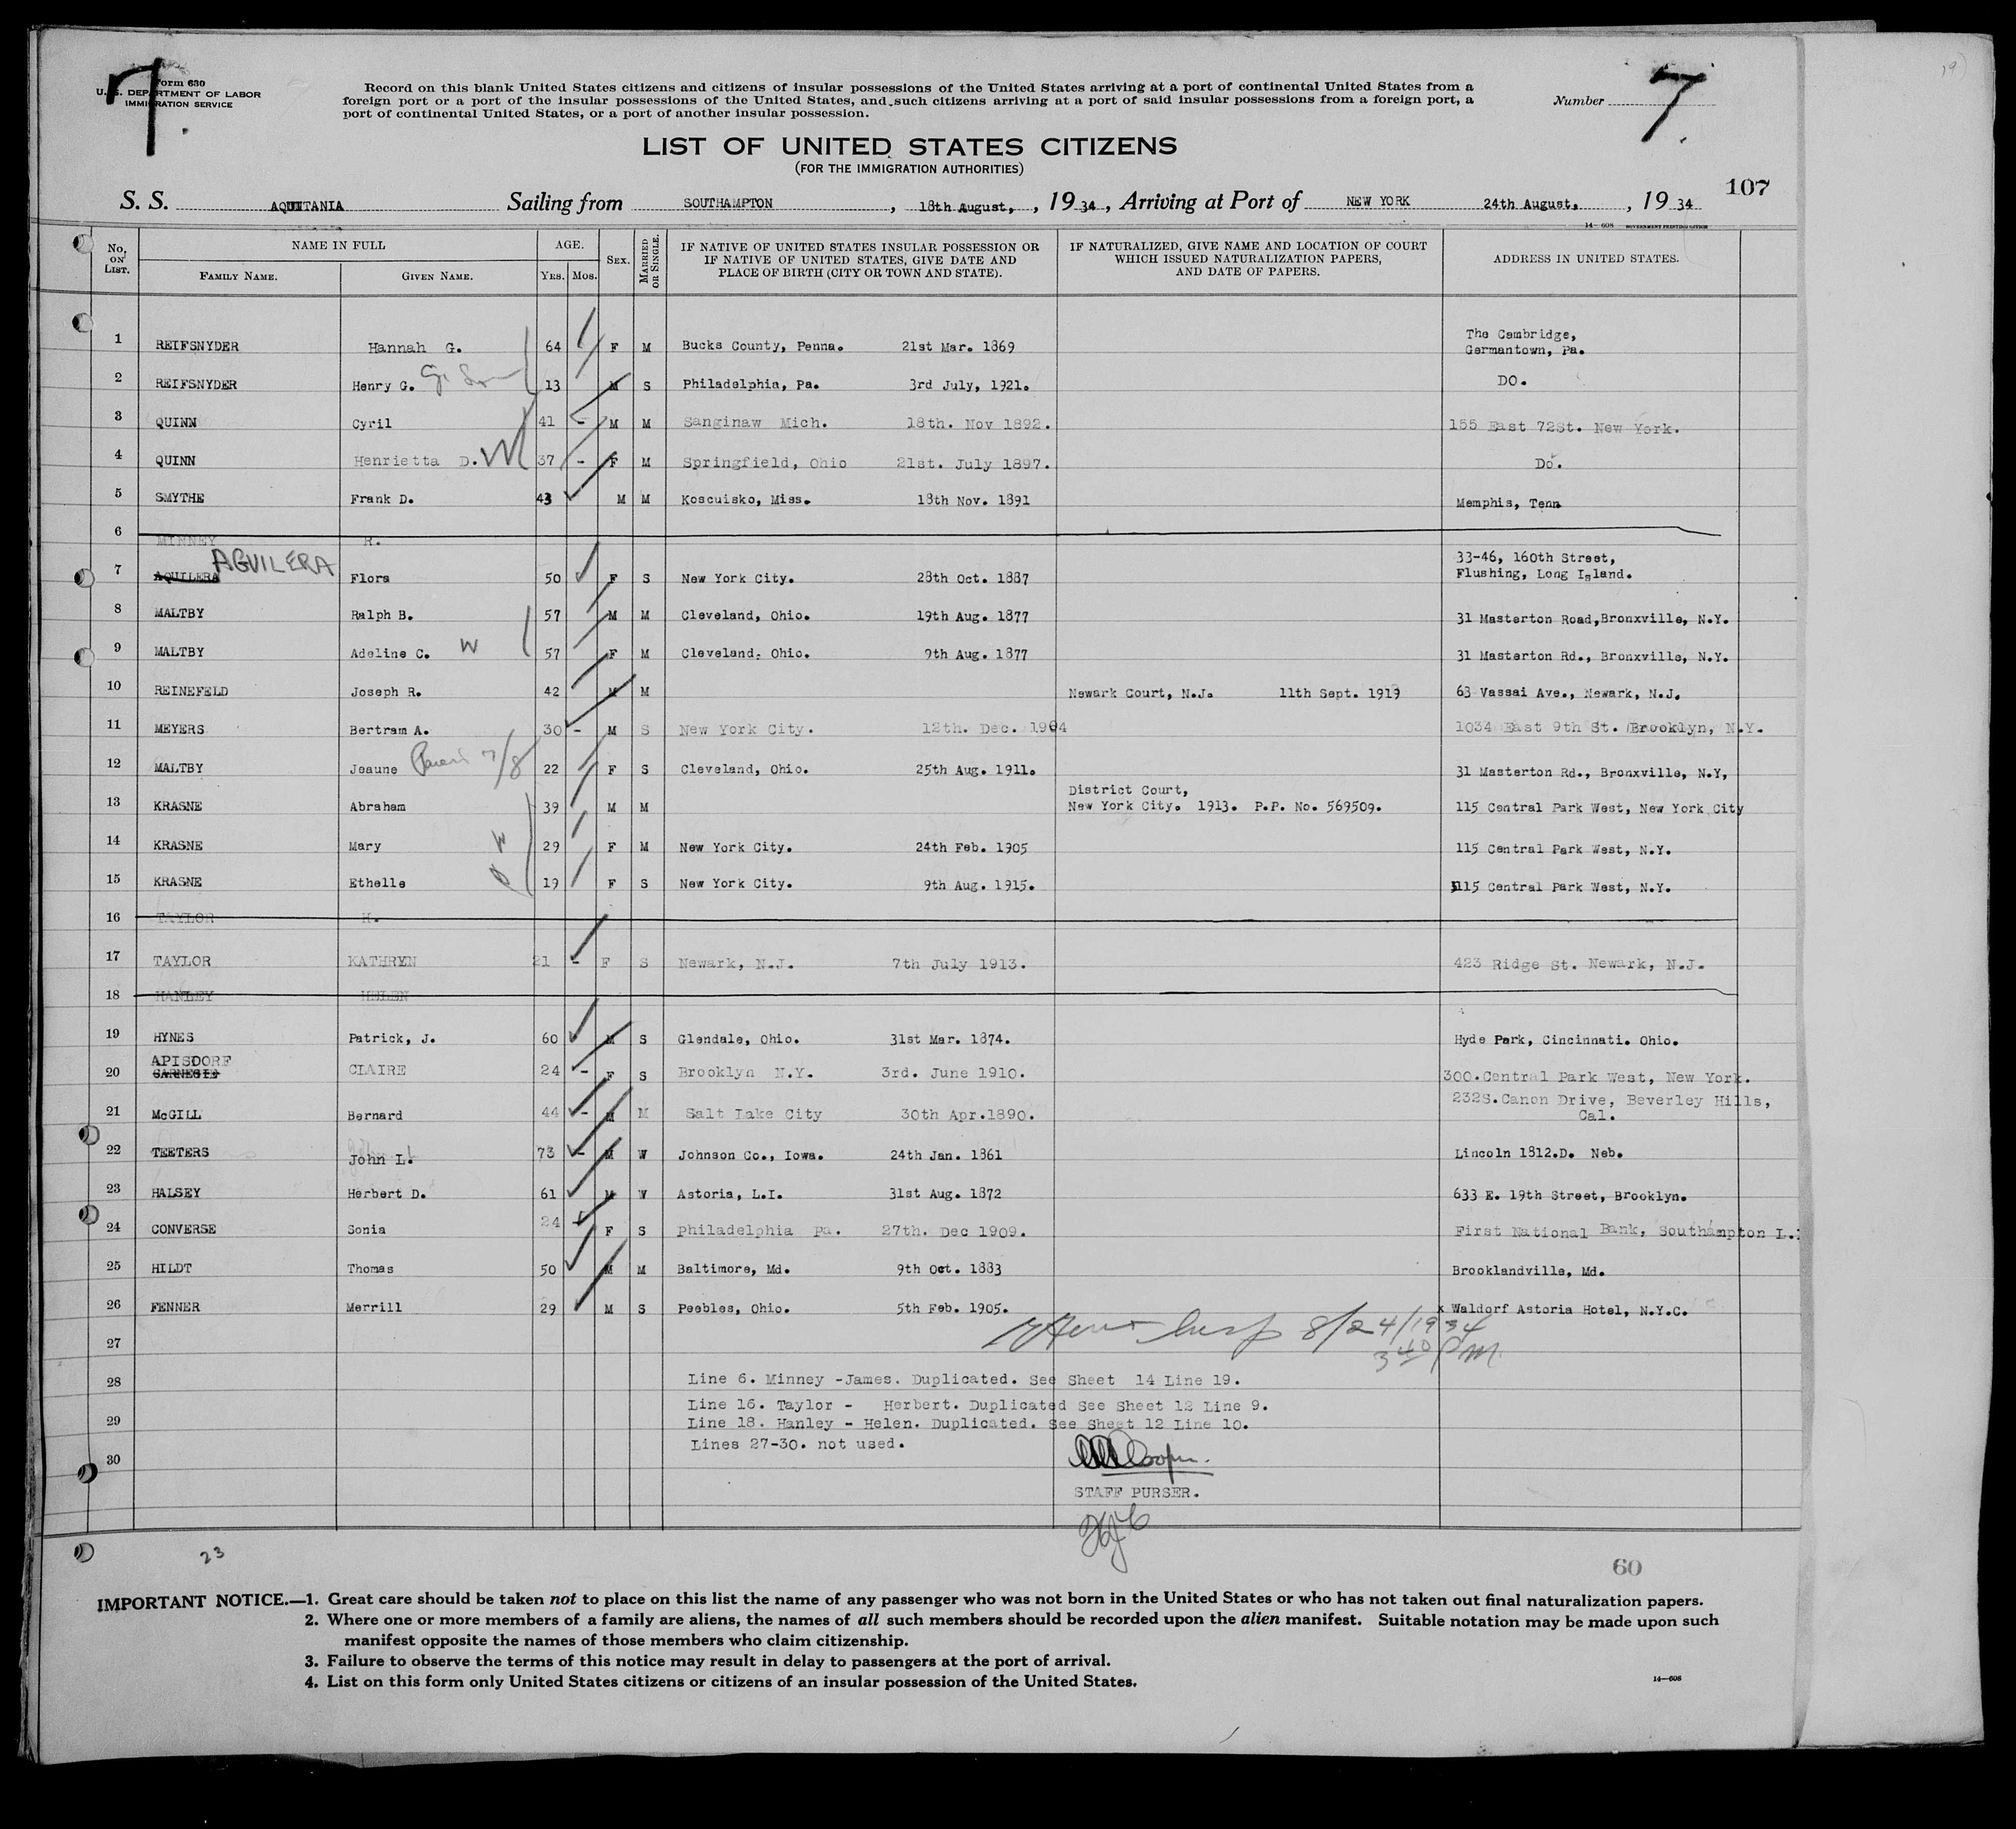 7.
Form 630
U.S. DEPARTMENT OF LABOR
IMMIGRATION SERVICE
Record on this blank United States citizens and citizens of insular possessions of the United States arriving at a port of continental United States from a
foreign port or a port of the insular possessions of the United States, and such citizens arriving at a port of said insular possessions from a foreign port, a
port of continental United States, or a port of another insular possession.
Number 7.
LIST OF UNITED STATES CITIZENS
(FOR THE IMMIGRATION AUTHORITIES)
107
S. S. AQUITANIA Sailing from SOUTHAMPTON, 18th August, , 19 34, Arriving at Port of NEW YORK 24th August, , 19 34
14-608 GOVERNMENT PRINTING OFFICE
No. ON LIST. NAME IN FULL FAMILY NAME. GIVEN NAME. AGE. YRS. MOS. SEX. MARRIED OR SINGLE. IF NATIVE OF UNITED STATES INSULAR POSSESSION OR IF NATIVE OF UNITED STATES, GIVE DATE AND PLACE OF BIRTH (CITY OR TOWN AND STATE). IF NATURALIZED, GIVE NAME AND LOCATION OF COURT WHICH ISSUED NATURALIZATION PAPERS, AND DATE OF PAPERS. ADDRESS IN UNITED STATES.
1 REIFSNYDER Hannah G. 64 F M Bucks County, Penna. 21st Mar. 1869 The Cambridge, Germantown, Pa.
2 REIFSNYDER Henry G. G. Son 13 M S Philadelphia, Pa. 3rd July, 1921. DO.
3 QUINN Cyril 41 - M M Sanginaw Mich. 18th. Nov 1892. 155 East 72St. New York.
4 QUINN Henrietta D. W 37 - F M Springfield, Ohio 21st. July 1897. Do.
5 SMYTHE Frank D. 43 M M Koscuisko, Miss. 18th Nov. 1891 Memphis, Tenn
6 MINNEY R.
7 AQUILERA AGUILERA Flora 50 F S New York City. 28th Oct. 1887 33-46, 160th Street, Flushing, Long Island.
8 MALTBY Ralph B. 57 M M Cleveland, Ohio. 19th Aug. 1877 31 Masterton Road,Bronxville, N.Y.
9 MALTBY Adeline C. W 57 F M Cleveland, Ohio. 9th Aug. 1877 31 Masterton Rd., Bronxville, N.Y.
10 REINEFELD Joseph R. 42 M M Newark Court, N.J. 11th Sept. 1919 63 Vassai Ave., Newark, N.J.
11 MEYERS Bertram A. 30 - M S New York City. 12th. Dec. 1904 1034 East 9th St. Brooklyn, N.Y.
12 MALTBY Jeaune 7/8 22 F S Cleveland, Ohio. 25th Aug. 1911. 31 Masterton Rd., Bronxville, N.Y,
13 KRASNE Abraham 39 M M District Court, New York City. 1913. P.P. No. 569509. 115 Central Park West, New York City
14 KRASNE Mary W 29 F M New York City. 24th Feb. 1905 115 Central Park West, N.Y.
15 KRASNE Ethelle D 19 F S New York City. 9th Aug. 1915. 115 Central Park West, N.Y.
16 TAYLOR H.
17 TAYLOR KATHRYN 21 - F S Newark, N.J. 7th July 1913. 423 Ridge St. Newark, N.J.
18 HANLEY HELEN
19 HYNES Patrick, J. 60 M S Glendale, Ohio. 31st Mar. 1874. Hyde Park, Cincinnati. Ohio.
20 APISDORF CARNEGIE CLAIRE 24 - F S Brooklyn N.Y. 3rd. June 1910. 300.Central Park West, New York.
21 McGILL Bernard 44 - M M Salt Lake City 30th Apr.1890. 232S.Canon Drive, Beverley Hills, Cal.
22 TEETERS John L. 73 - M W Johnson Co., Iowa. 24th Jan. 1861 Lincoln 1812.D. Neb.
23 HALSEY Herbert D. 61 M W Astoria, L.I. 31st Aug. 1872 633 E. 19th Street, Brooklyn.
24 CONVERSE Sonia 24 - F S Philadelphia Pa. 27th. Dec 1909. First National Bank, Southampton L.I
25 HILDT Thomas 50 M M Baltimore, Md. 9th Oct. 1883 Brooklandville, Md.
26 FENNER Merrill 29 M S Peebles, Ohio. 5th Feb. 1905. x Waldorf Astoria Hotel, N.Y.C.
27 Insp 8/24/1934
3 40 PM
28 Line 6. Minney -James. Duplicated. See Sheet 14 Line 19.
Line 16. Taylor - Herbert. Duplicated See Sheet 12 Line 9.
29 Line 18. Hanley - Helen. Duplicated. See Sheet 12 Line 10.
Lines 27-30. not used.
30 Cooper.
STAFF PURSER.
23
60
IMPORTANT NOTICE.—1. Great care should be taken not to place on this list the name of any passenger who was not born in the United States or who has not taken out final naturalization papers.
2. Where one or more members of a family are aliens, the names of all such members should be recorded upon the alien manifest. Suitable notation may be made upon such
manifest opposite the names of those members who claim citizenship.
3. Failure to observe the terms of this notice may result in delay to passengers at the port of arrival.
4. List on this form only United States citizens or citizens of an insular possession of the United States.
14—608